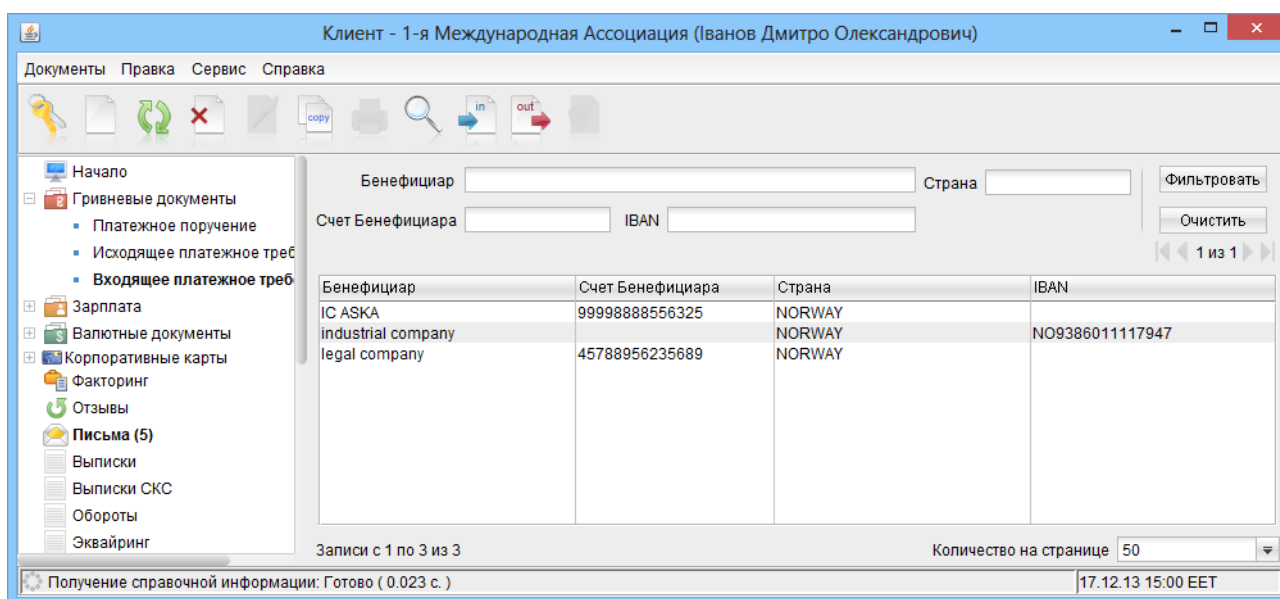 Клиент - 1-я Международная Ассоциация (Іванов Дмитро Олександрович)
Документы Правка Сервис Справка
copy in out
Начало
Гривневые документы
Платежное поручение
Исходящее платежное треб
Входящее платежное треб
Зарплата
Валютные документы
Корпоративные карты
Факторинг
Отзывы
Письма (5)
Выписки
Выписки СКС
Обороты
Эквайринг
Бенефициар Страна Фильтровать
Счет Бенефициара IBAN Очистить
1 из 1
Бенефициар Счет Бенефициара Страна IBAN
IC ASKA 99998888556325 NORWAY
industrial company NORWAY NO9386011117947
legal company 45788956235689 NORWAY
Записи с 1 по 3 из 3 Количество на странице 50
Получение справочной информации: Готово ( 0.023 с. ) 17.12.13 15:00 EET